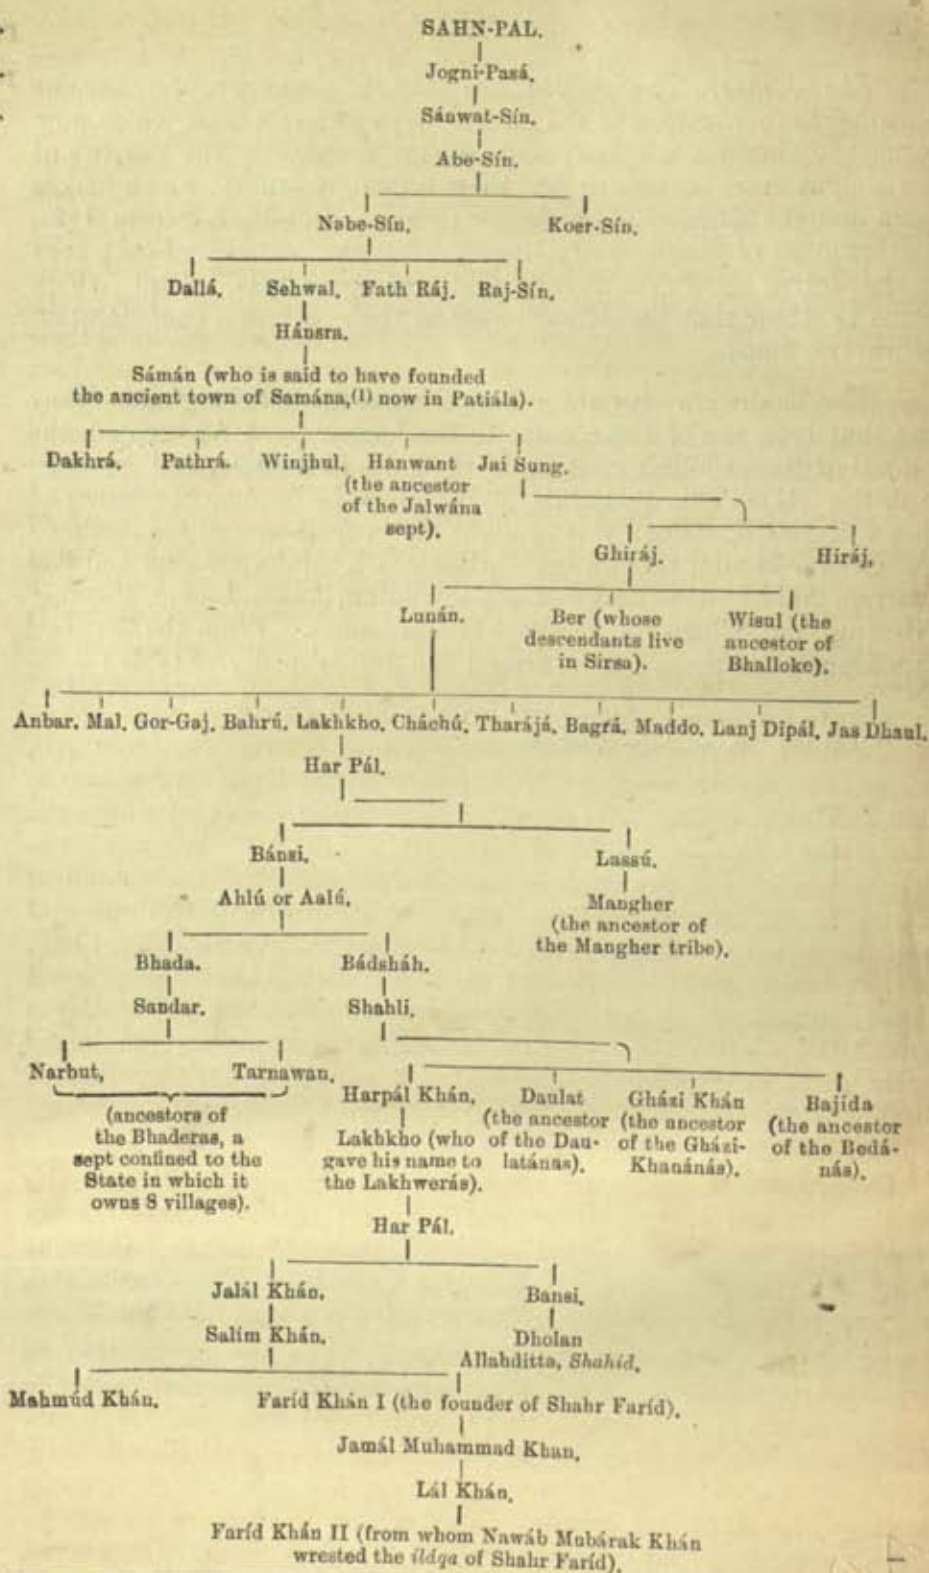 SAHN-PAL.
Jogni-Pasá.
Sánwat-Sín.
Abe-Sín.
Nabe-Sín. Koer-Sín.
Dallá. Sehwal. Fath Ráj. Raj-Sín.
Hánsra.
Sámán (who is said to have founded
the ancient town of Samána,(1) now in Patiála).
Dakhrá. Pathrá. Winjhul. Hanwant Jai Sung.
(the ancestor
of the Jalwána
sept).
Ghiráj. Hiráj.
Lunán. Ber (whose Wisul (the
descendants live ancestor of
in Sirsa). Bhalloke).
Anbar. Mal. Gor-Gaj. Bahrú. Lakhkho. Cháchú. Tharájá. Bagrá. Maddo. Lanj Dipál. Jas Dhaul.
Har Pál.
Bánsi. Lassú.
Ahlú or Aalú. Mangher
(the ancestor of
the Mangher tribe).
Bhada. Bádsháh.
Sandar. Shahli.
Narbut, Tarnawan.
(ancestors of
the Bhaderas, a
sept confined to the
State in which it
owns 8 villages).
Harpál Khán. Daulat Gházi Khán Bajida
(the ancestor (the ancestor (the ancestor
Lakhkho (who of the Dau- of the Gházi- of the Bedá-
gave his name to latánas). Khanánás). nás).
the Lakhwerás).
Har Pál.
Jalál Khán. Bansi.
Salim Khán. Dholan
Allahditta, Shahíd.
Mahmúd Khán. Faríd Khán I (the founder of Shahr Faríd).
Jamál Muhammad Khan.
Lál Khán.
Faríd Khán II (from whom Nawáb Mubárak Khán
wrested the iláqa of Shahr Faríd).